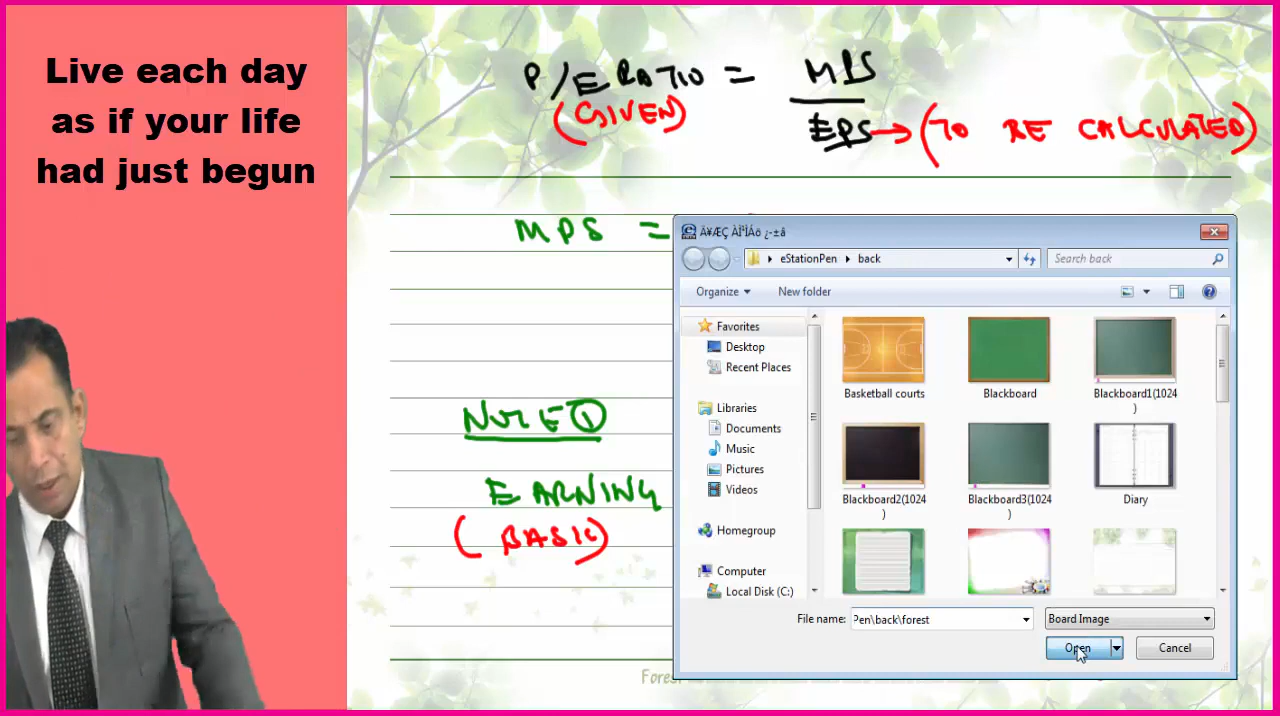 Live each day
as if your life
had just begun
P/E RATIO = MPS
(GIVEN) EPS → (TO BE CALCULATED)
MPS =
NOTE ①
EARNING
(BASIC)
eStationPen back
Search back
Organize New folder
Favorites
Desktop
Recent Places
Libraries
Documents
Music
Pictures
Videos
Homegroup
Computer
Local Disk (C:)
Basketball courts Blackboard Blackboard1(1024
)
Blackboard2(1024 Blackboard3(1024 Diary
) )
File name: Pen\back\forest Board Image
Open Cancel
Forest